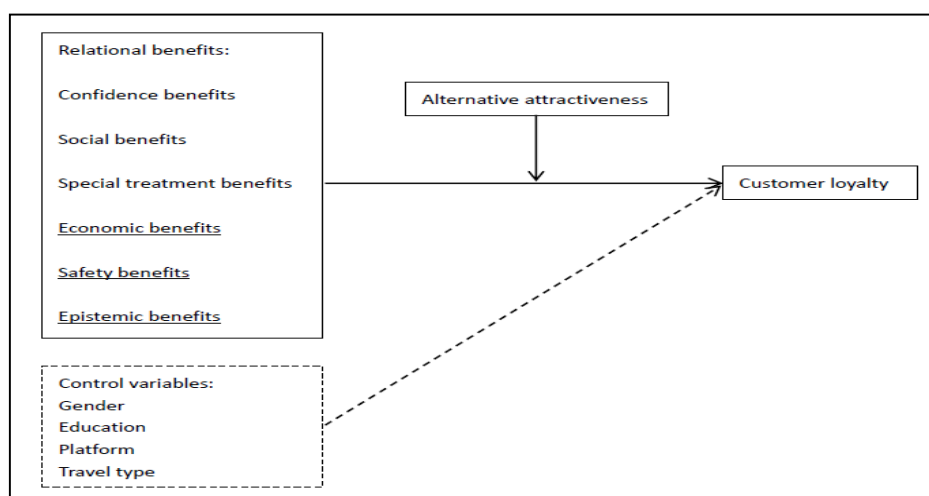 Relational benefits:
Confidence benefits
Social benefits
Special treatment benefits
Economic benefits
Safety benefits
Epistemic benefits
Alternative attractiveness
Customer loyalty
Control variables:
Gender
Education
Platform
Travel type